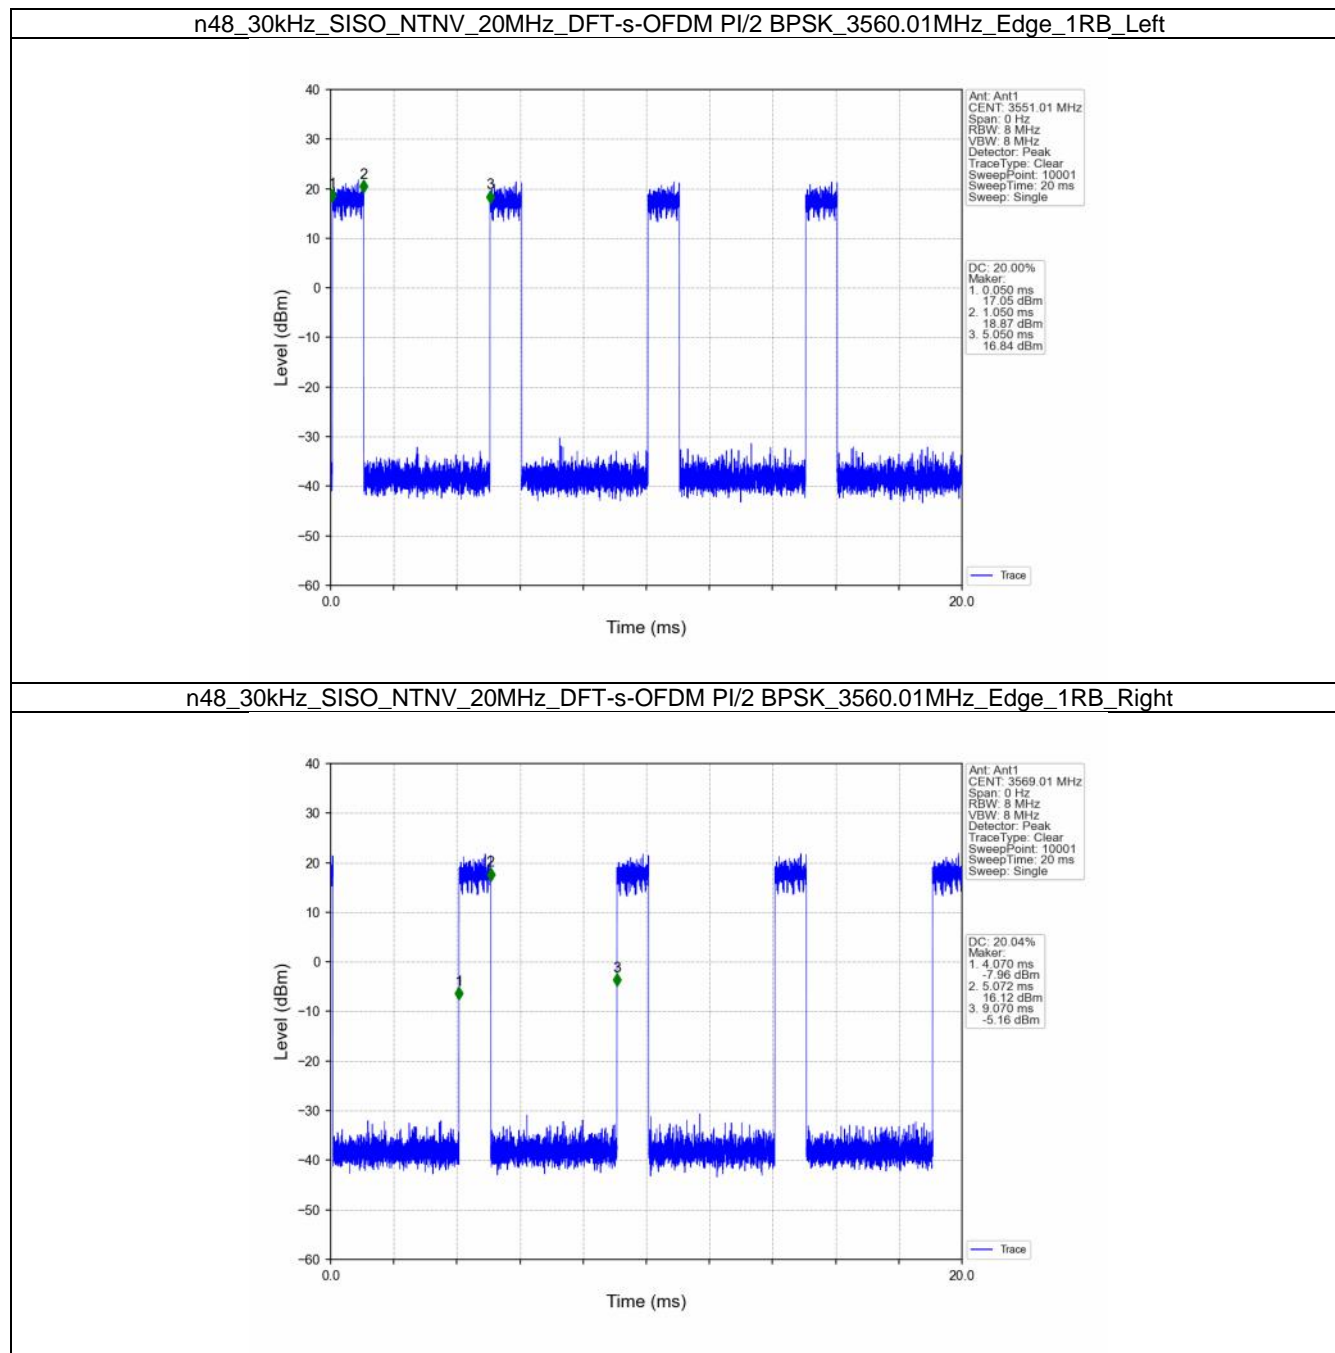 n48_30kHz_SISO_NTNV_20MHz_DFT-s-OFDM PI/2 BPSK_3560.01MHz_Edge_1RB_Left
40
30
20
10
0
−10
−20
−30
−40
−50
−60
Level (dBm)
1
2
3
0.0
20.0
Time (ms)
Ant: Ant1
CENT: 3551.01 MHz
Span: 0 Hz
RBW: 8 MHz
VBW: 8 MHz
Detector: Peak
TraceType: Clear
SweepPoint: 10001
SweepTime: 20 ms
Sweep: Single
DC: 20.00%
Maker:
1. 0.050 ms
17.05 dBm
2. 1.050 ms
18.87 dBm
3. 5.050 ms
16.84 dBm
Trace
n48_30kHz_SISO_NTNV_20MHz_DFT-s-OFDM PI/2 BPSK_3560.01MHz_Edge_1RB_Right
40
30
20
10
0
−10
−20
−30
−40
−50
−60
Level (dBm)
1
2
3
0.0
20.0
Time (ms)
Ant: Ant1
CENT: 3569.01 MHz
Span: 0 Hz
RBW: 8 MHz
VBW: 8 MHz
Detector: Peak
TraceType: Clear
SweepPoint: 10001
SweepTime: 20 ms
Sweep: Single
DC: 20.04%
Maker:
1. 4.070 ms
-7.96 dBm
2. 5.072 ms
16.12 dBm
3. 9.070 ms
-5.16 dBm
Trace